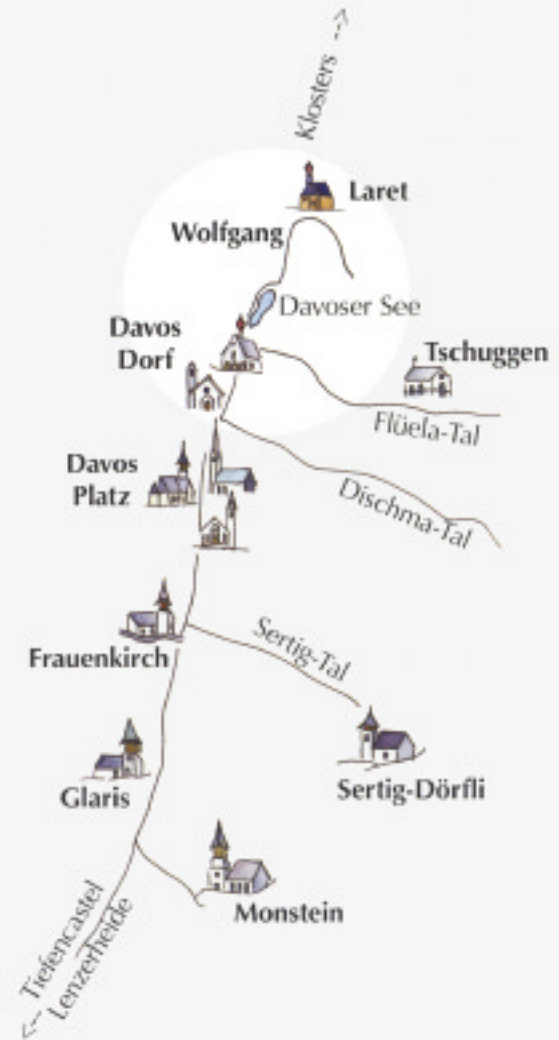 Klosters -->
Laret
Wolfgang
Davoser See
Davos
Dorf
Tschuggen
Flüela-Tal
Davos
Platz
Dischma-Tal
Frauenkirch
Sertig-Tal
Glaris
Sertig-Dörfli
Monstein
<-- Tiefencastel
Lenzerheide